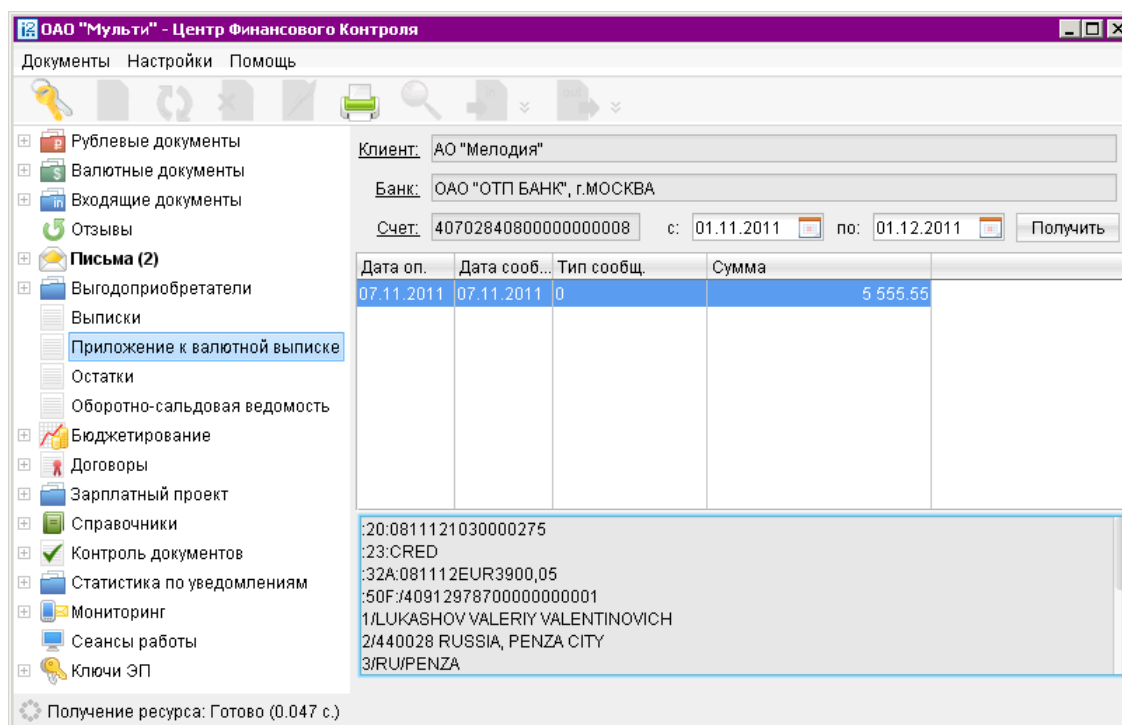 ОАО "Мульти" - Центр Финансового Контроля
Документы Настройки Помощь
in out
Рублевые документы
Валютные документы
Входящие документы
Отзывы
Письма (2)
Выгодоприобретатели
Выписки
Приложение к валютной выписке
Остатки
Оборотно-сальдовая ведомость
Бюджетирование
Договоры
Зарплатный проект
Справочники
Контроль документов
Статистика по уведомлениям
Мониторинг
Сеансы работы
Ключи ЭП
Клиент: АО "Мелодия"
Банк: ОАО "ОТП БАНК", г.МОСКВА
Счет: 40702840800000000008 с: 01.11.2011 по: 01.12.2011 Получить
Дата оп. Дата сооб... Тип сообщ. Сумма
07.11.2011 07.11.2011 0 5 555.55
:20:0811121030000275
:23:CRED
:32A:081112EUR3900,05
:50F:/40912978700000000001
1/LUKASHOV VALERIY VALENTINOVICH
2/440028 RUSSIA, PENZA CITY
3/RU/PENZA
Получение ресурса: Готово (0.047 с.)